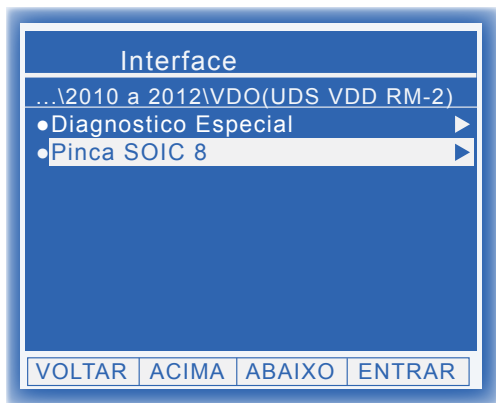 Interface
...\2010 a 2012\VDO(UDS VDD RM-2)
●Diagnostico Especial
●Pinca SOIC 8
VOLTAR ACIMA ABAIXO ENTRAR